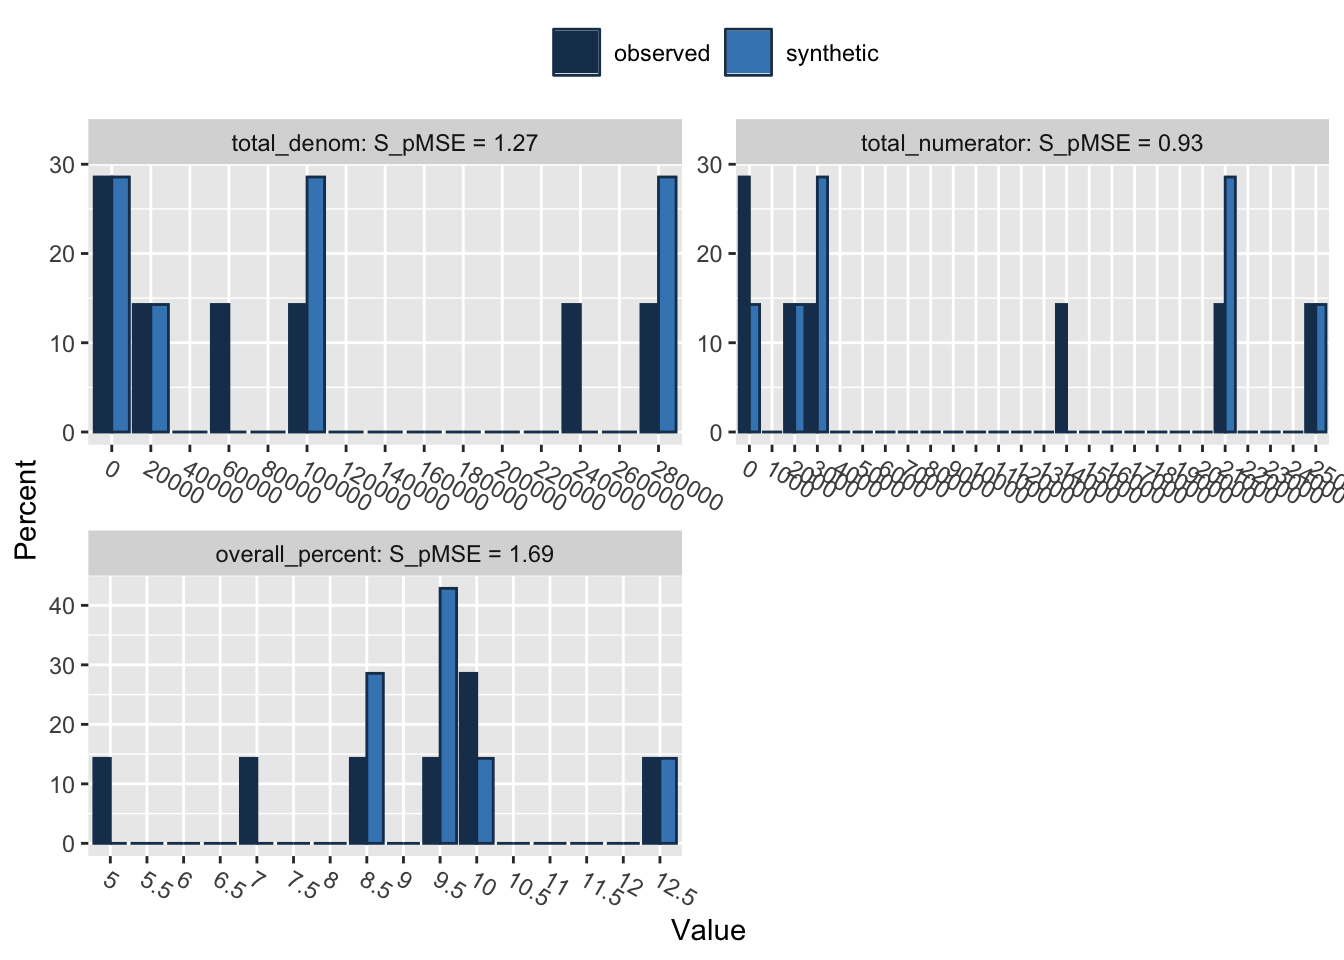 observed synthetic
total_denom: S_pMSE = 1.27
30
20
10
0
0 20000 40000 60000 80000 100000 120000 140000 160000 180000 200000 220000 240000 260000 280000
total_numerator: S_pMSE = 0.93
30
20
10
0
0
overall_percent: S_pMSE = 1.69
40
30
20
10
0
5 5.5 6 6.5 7 7.5 8 8.5 9 9.5 10 10.5 11 11.5 12 12.5
Percent
Value